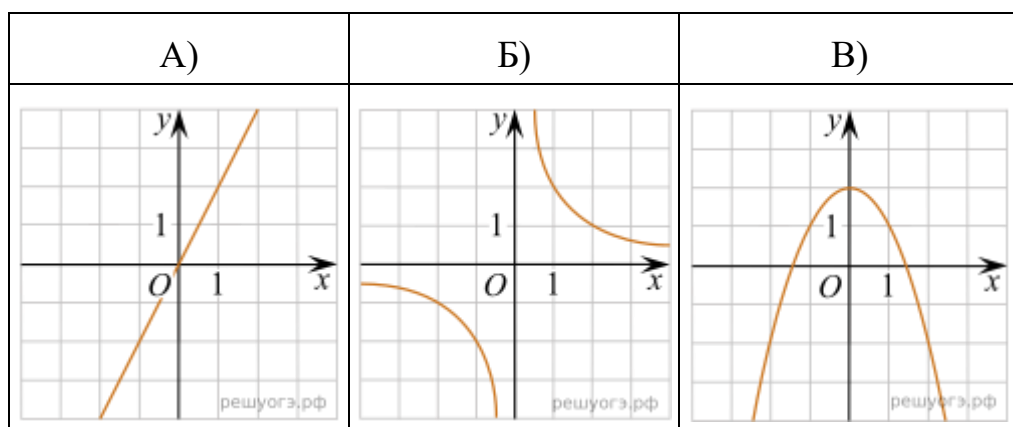 А) Б) В)
y
1
O 1 x
решуогэ.рф
y
1
O 1 x
решуогэ.рф
y
1
O 1 x
решуогэ.рф